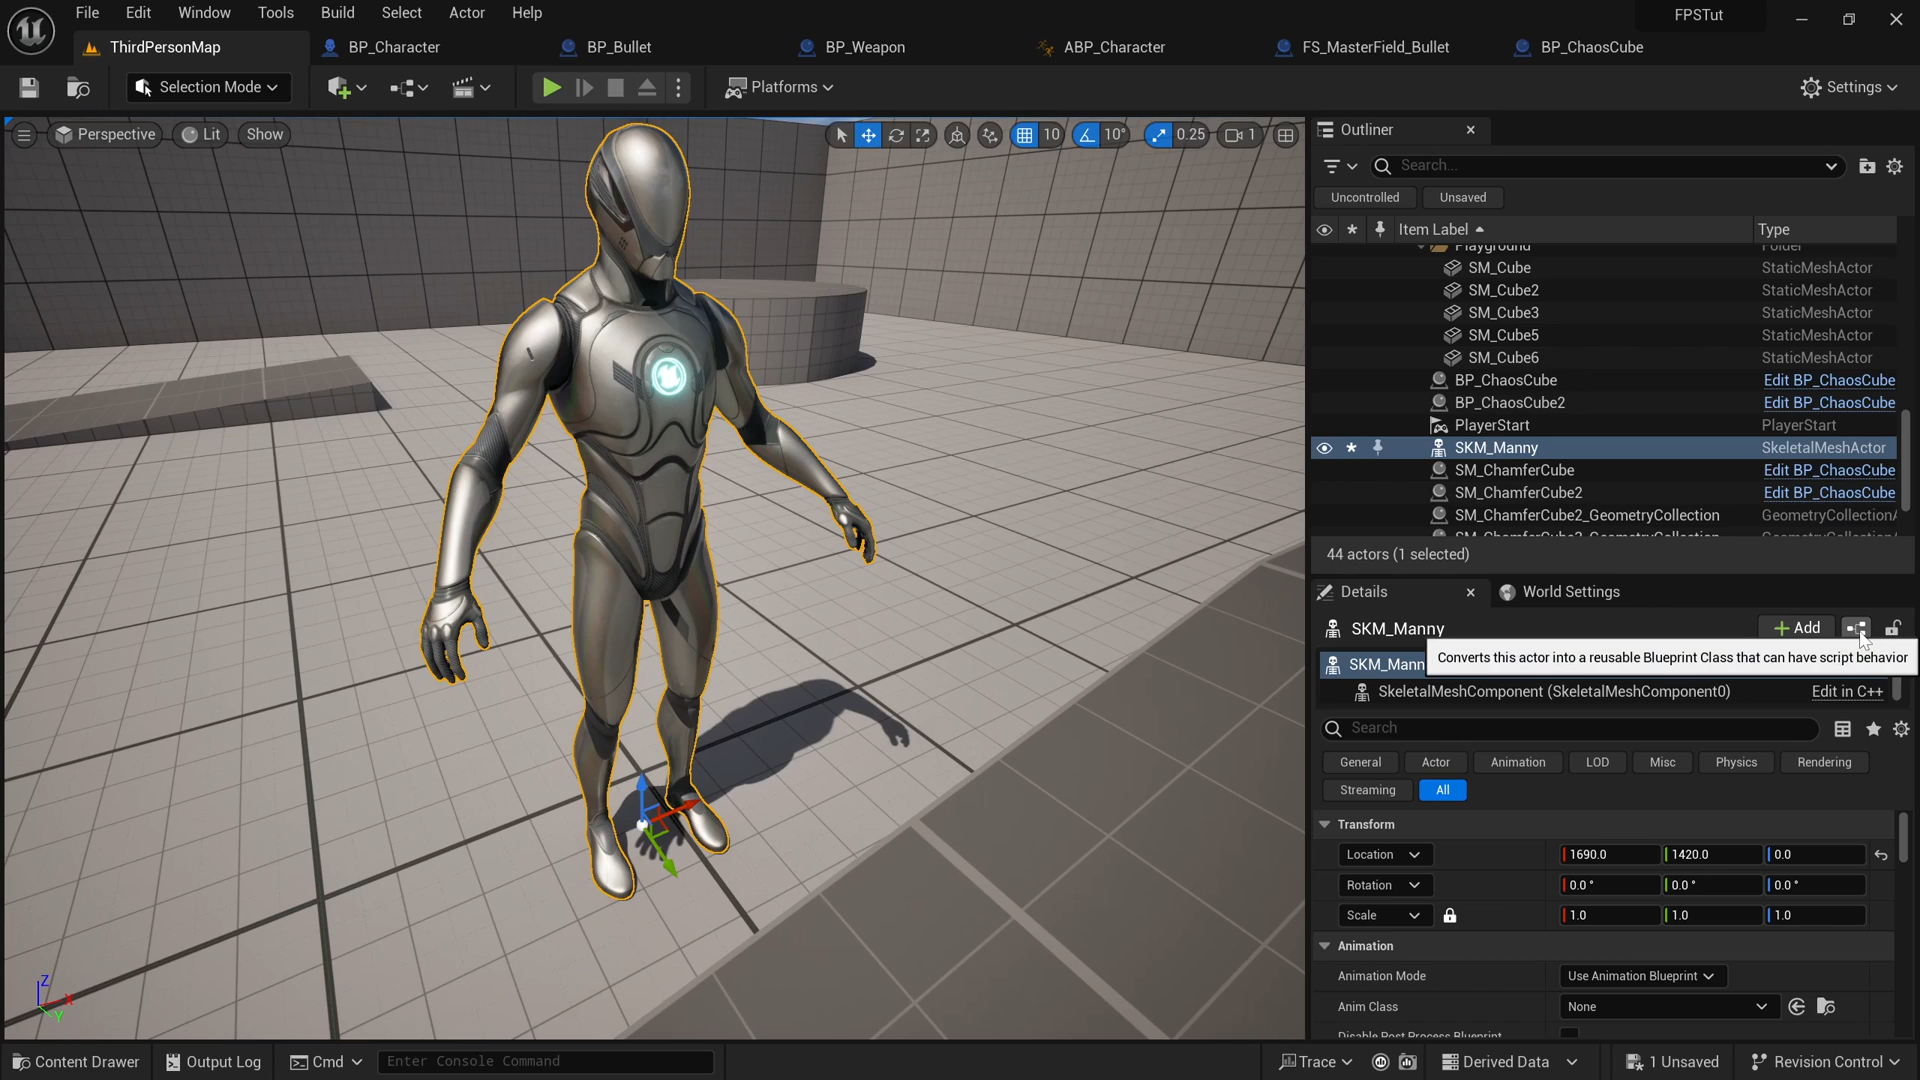 File Edit Window Tools Build Select Actor Help
FPSTut
ThirdPersonMap BP_Character BP_Bullet BP_Weapon ABP_Character FS_MasterField_Bullet BP_ChaosCube
Selection Mode Platforms Settings
Perspective Lit Show 10 10° 0.25 1
Outliner
Search...
Uncontrolled Unsaved
Item Label Type
Playground Folder
SM_Cube StaticMeshActor
SM_Cube2 StaticMeshActor
SM_Cube3 StaticMeshActor
SM_Cube5 StaticMeshActor
SM_Cube6 StaticMeshActor
BP_ChaosCube Edit BP_ChaosCube
BP_ChaosCube2 Edit BP_ChaosCube
PlayerStart PlayerStart
SKM_Manny SkeletalMeshActor
SM_ChamferCube Edit BP_ChaosCube
SM_ChamferCube2 Edit BP_ChaosCube
SM_ChamferCube2_GeometryCollection GeometryCollection
44 actors (1 selected)
Details World Settings
SKM_Manny + Add
SKM_Mann Converts this actor into a reusable Blueprint Class that can have script behavior
SkeletalMeshComponent (SkeletalMeshComponent0) Edit in C++
Search
General Actor Animation LOD Misc Physics Rendering
Streaming All
Transform
Location 1690.0 1420.0 0.0
Rotation 0.0° 0.0° 0.0°
Scale 1.0 1.0 1.0
Animation
Animation Mode Use Animation Blueprint
Anim Class None
Disable Post Process Blueprint
Z
X
Y
Content Drawer Output Log Cmd Enter Console Command Trace Derived Data 1 Unsaved Revision Control